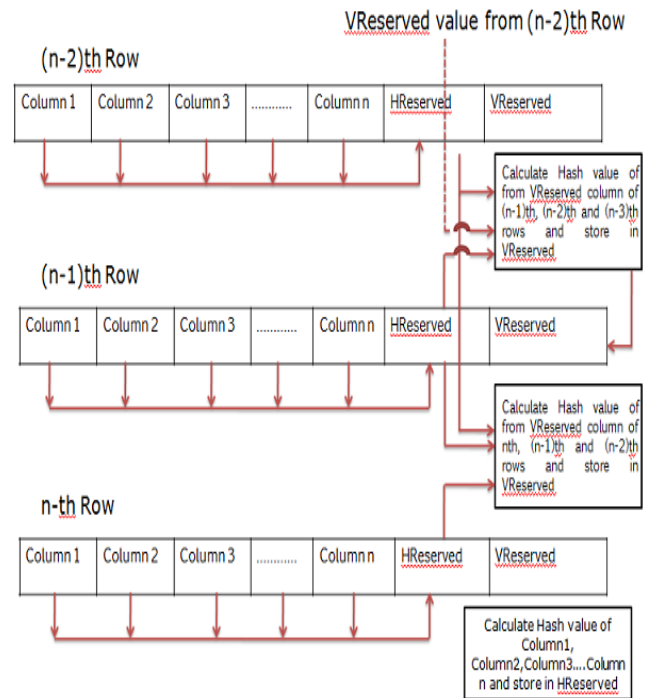 VReserved value from (n-2)th Row
(n-2)th Row
Column 1 Column 2 Column 3 ............ Column n HReserved VReserved
Calculate Hash value of
from VReserved column of
(n-1)th, (n-2)th and (n-3)th
rows and store in
VReserved
(n-1)th Row
Column 1 Column 2 Column 3 ............ Column n HReserved VReserved
Calculate Hash value of
from VReserved column of
nth, (n-1)th and (n-2)th
rows and store in
VReserved
n-th Row
Column 1 Column 2 Column 3 ............ Column n HReserved VReserved
Calculate Hash value of
Column1,
Column2,Column3....Column
n and store in HReserved